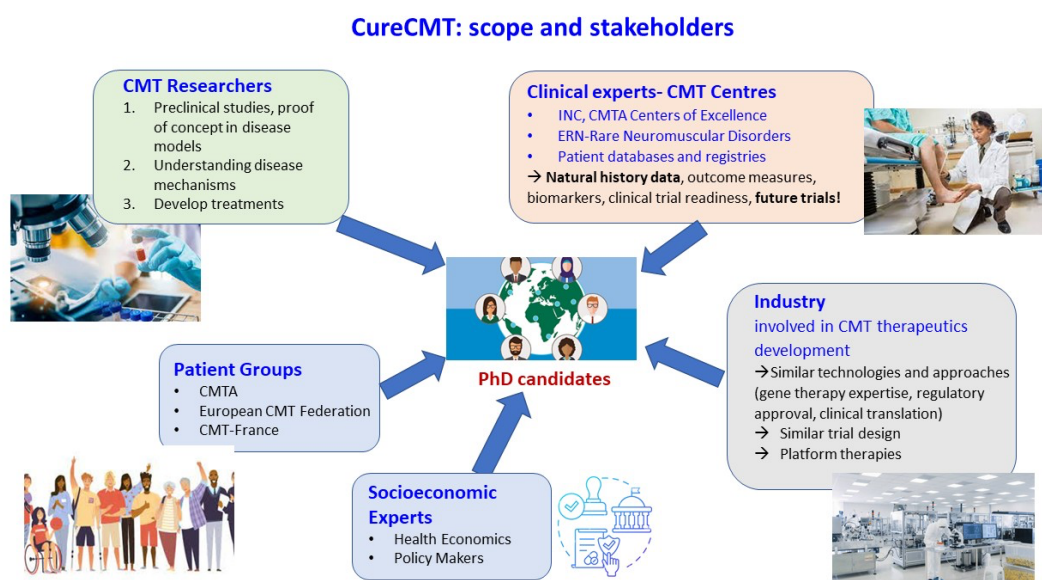 CureCMT: scope and stakeholders
CMT Researchers
1. Preclinical studies, proof
of concept in disease
models
2. Understanding disease
mechanisms
3. Develop treatments
Clinical experts- CMT Centres
• INC, CMTA Centers of Excellence
• ERN-Rare Neuromuscular Disorders
• Patient databases and registries
→ Natural history data, outcome measures,
biomarkers, clinical trial readiness, future trials!
PhD candidates
Industry
involved in CMT therapeutics
development
→Similar technologies and approaches
(gene therapy expertise, regulatory
approval, clinical translation)
→ Similar trial design
→ Platform therapies
Patient Groups
• CMTA
• European CMT Federation
• CMT-France
Socioeconomic
Experts
• Health Economics
• Policy Makers